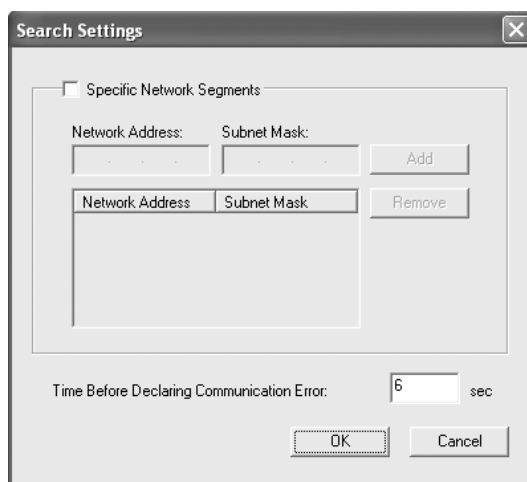 Search Settings
Specific Network Segments
Network Address: Subnet Mask:
. . . . . . Add
Network Address Subnet Mask Remove
Time Before Declaring Communication Error: 6 sec
OK Cancel